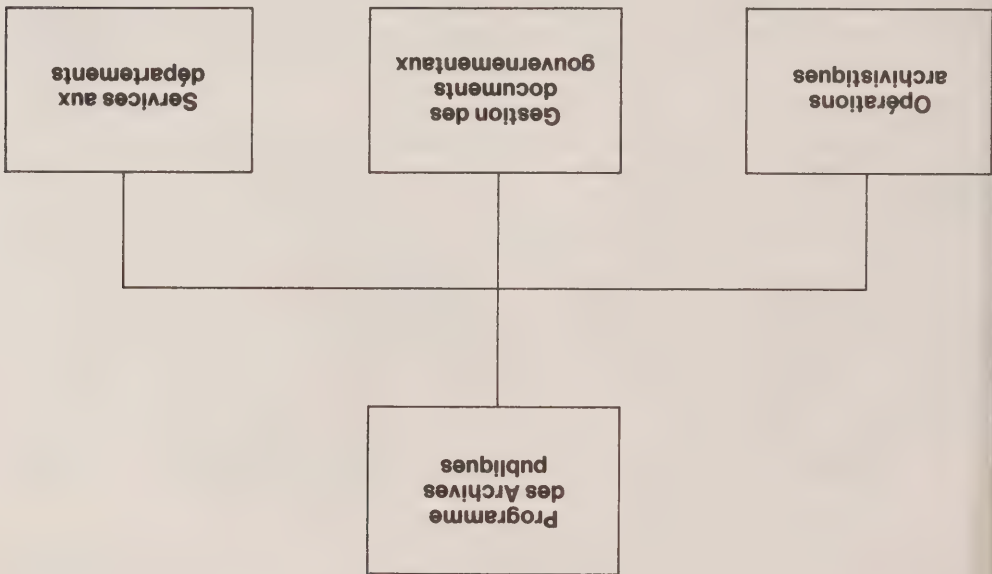 Programme
des Archives
publiques
Opérations
archivistiques
Gestion des
documents
gouvernementaux
Services aux
départements